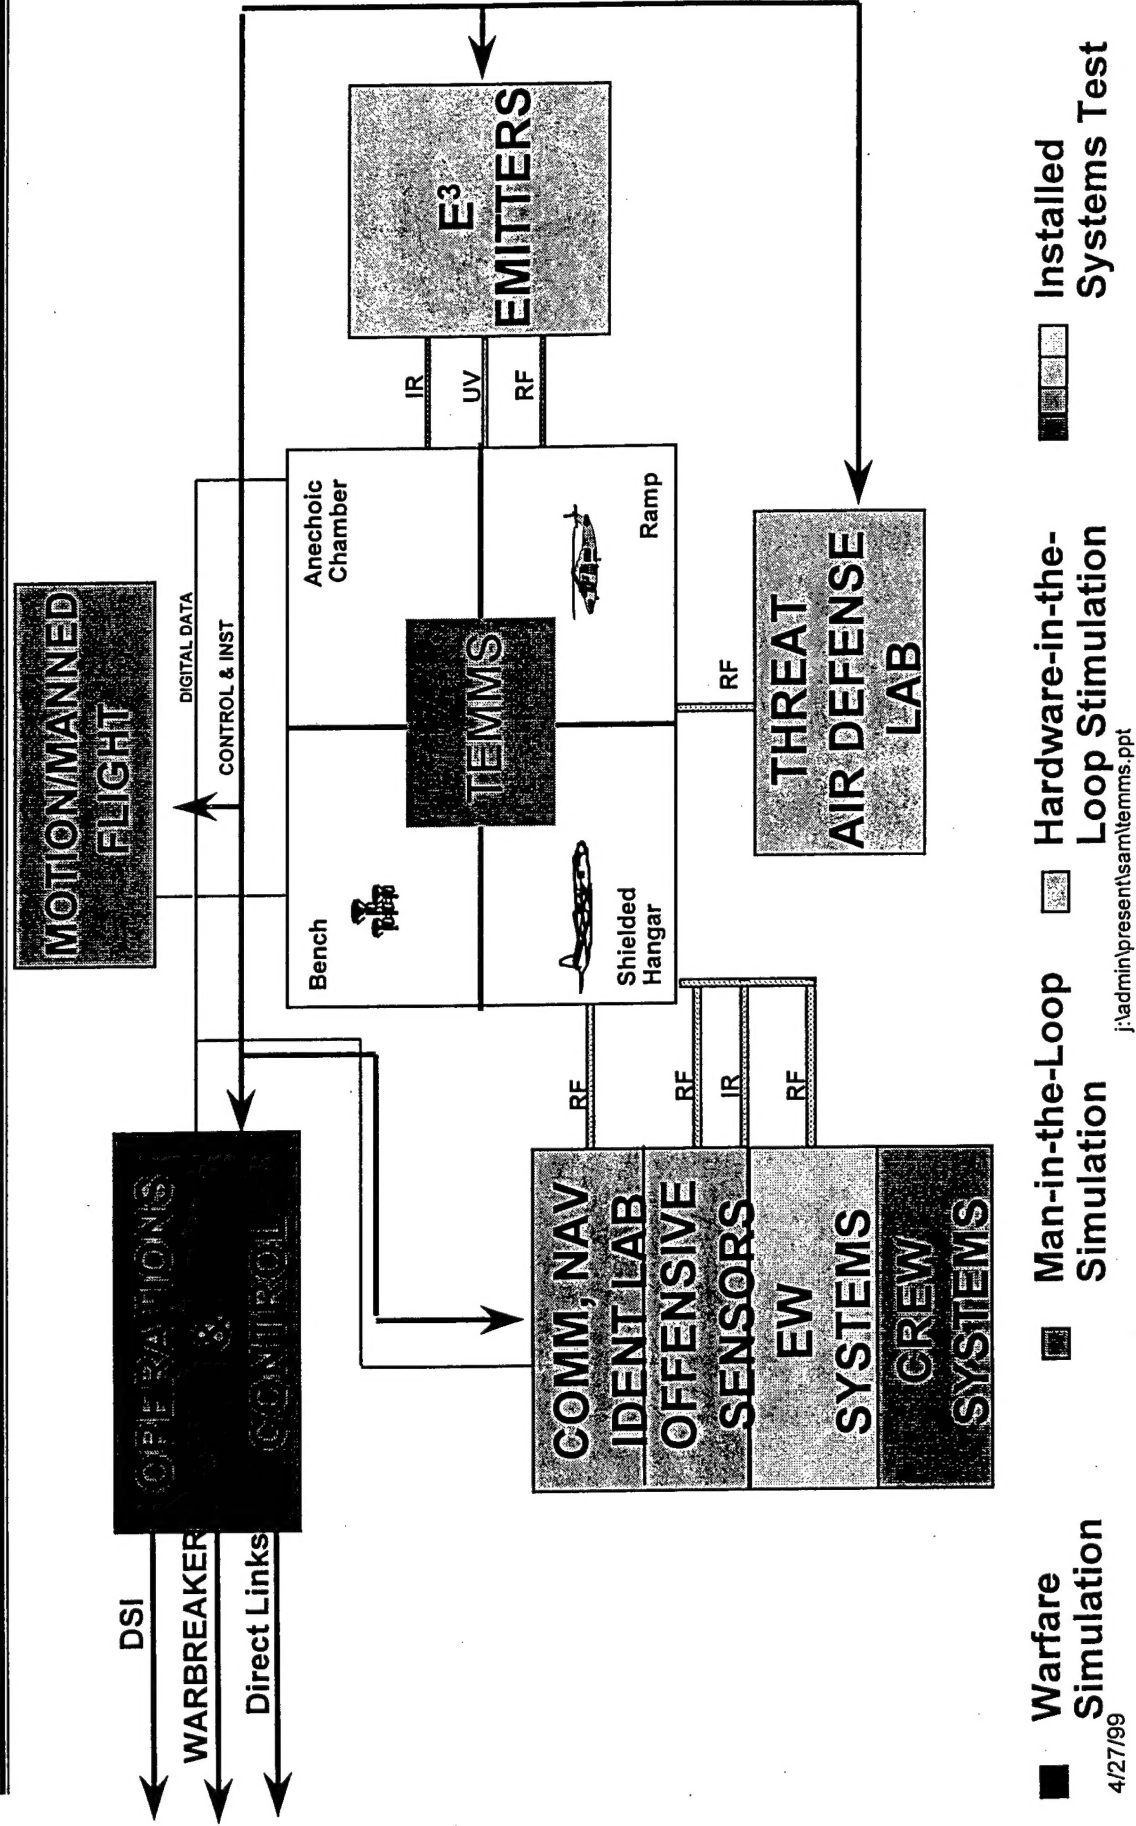 MOTION/MANNED
FLIGHT
DSI
WARBREAKER
Direct Links
OPERATIONS
&
CONTROL
DIGITAL DATA
CONTROL & INST
Bench
Anechoic
Chamber
TEMMS
Shielded
Hangar
Ramp
IR
UV
RF
E³
EMITTERS
RF
RF
IR
RF
COMM, NAV
IDENT LAB
OFFENSIVE
SENSORS
EW
SYSTEMS
CREW
SYSTEMS
RF
THREAT
AIR DEFENSE
LAB
Warfare
Simulation
Man-in-the-Loop
Simulation
Hardware-in-the-
Loop Stimulation
Installed
Systems Test
4/27/99
j:\admin\present\sam\temms.ppt